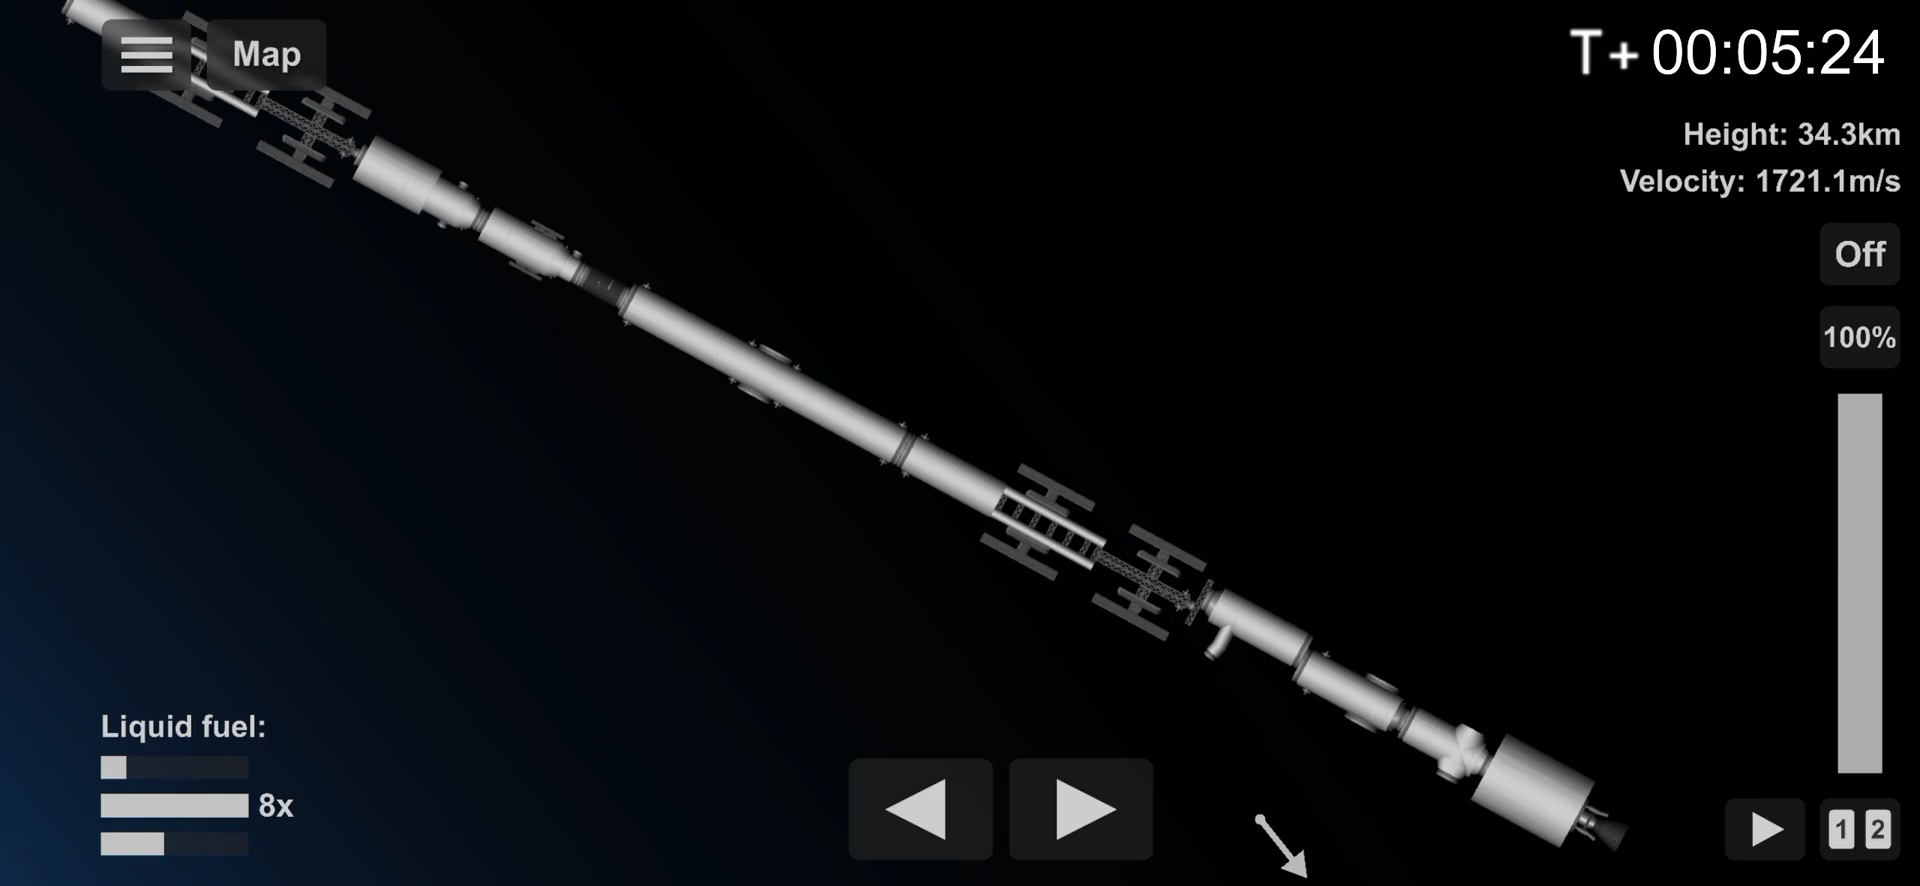 Map
T+ 00:05:24
Height: 34.3km
Velocity: 1721.1m/s
Off
100%
Liquid fuel:
8x
1 2